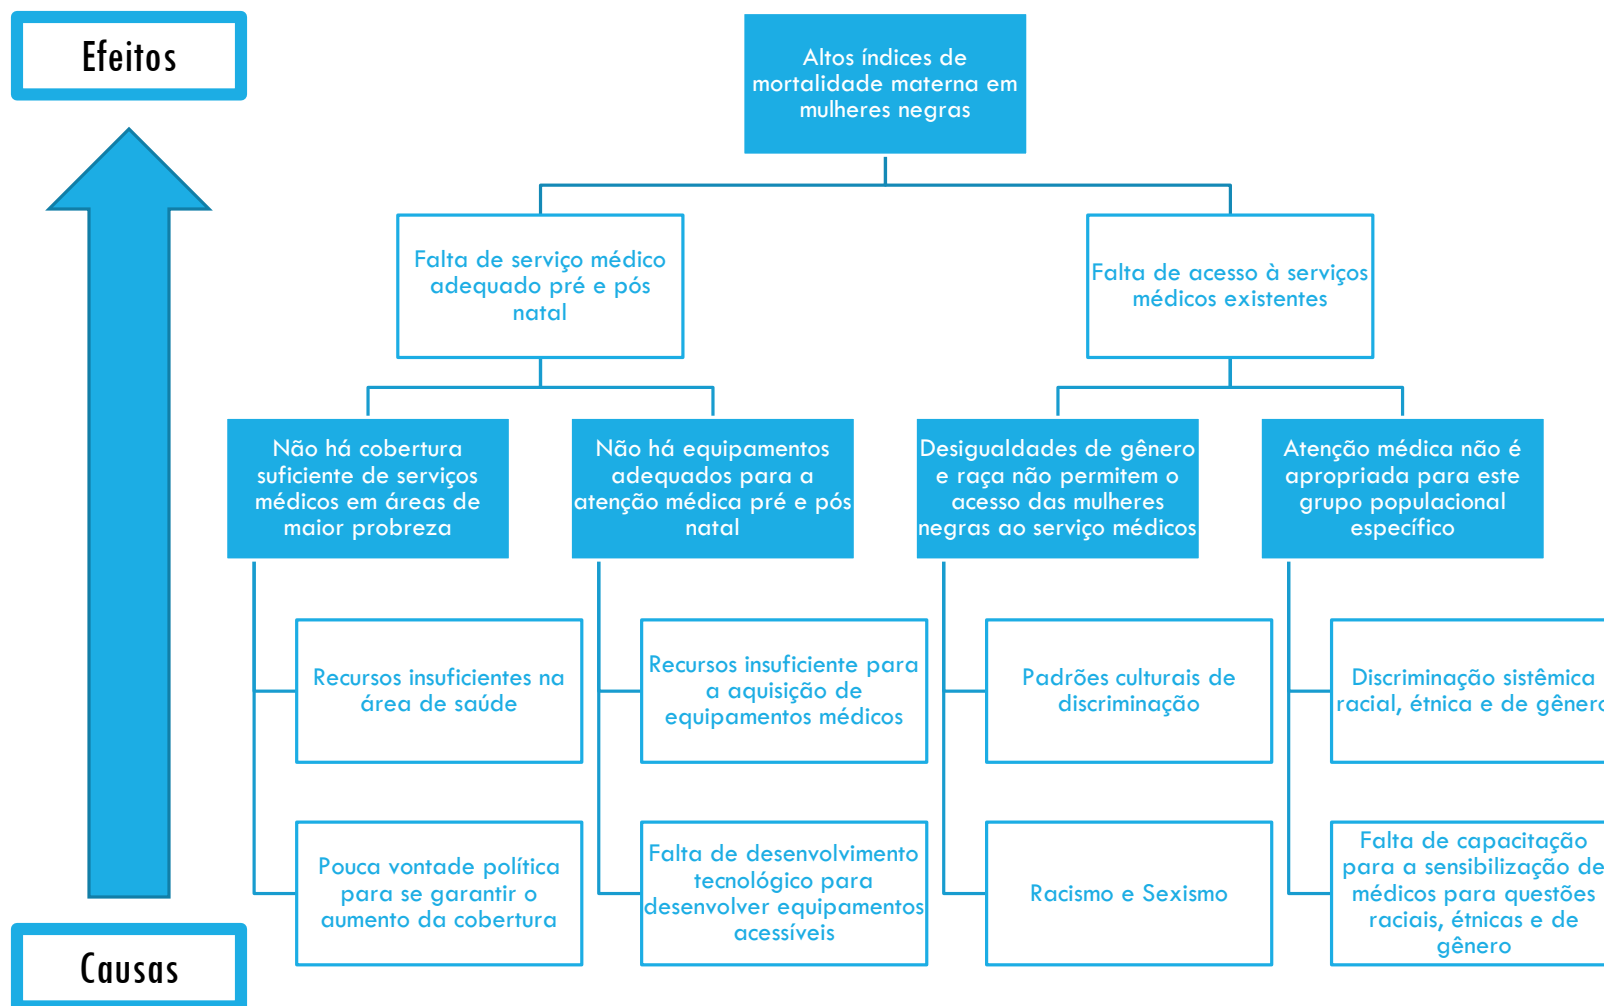 Efeitos
Altos índices de
mortalidade materna em
mulheres negras
Falta de serviço médico
adequado pré e pós
natal
Falta de acesso à serviços
médicos existentes
Não há cobertura
suficiente de serviços
médicos em áreas de
maior probreza
Não há equipamentos
adequados para a
atenção médica pré e pós
natal
Desigualdades de gênero
e raça não permitem o
acesso das mulheres
negras ao serviço médicos
Atenção médica não é
apropriada para este
grupo populacional
específico
Recursos insuficientes na
área de saúde
Recursos insuficiente para
a aquisição de
equipamentos médicos
Padrões culturais de
discriminação
Discriminação sistêmica
racial, étnica e de gênero
Pouca vontade política
para se garantir o
aumento da cobertura
Falta de desenvolvimento
tecnológico para
desenvolver equipamentos
acessíveis
Racismo e Sexismo
Falta de capacitação
para a sensibilização de
médicos para questões
raciais, étnicas e de
gênero
Causas